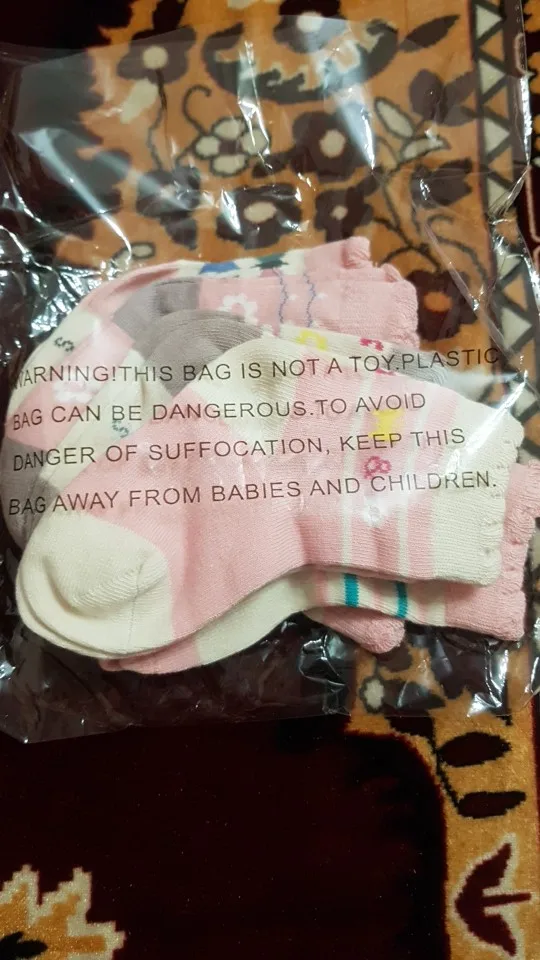 WARNING!THIS BAG IS NOT A TOY.PLASTIC
BAG CAN BE DANGEROUS.TO AVOID
DANGER OF SUFFOCATION, KEEP THIS
BAG AWAY FROM BABIES AND CHILDREN.